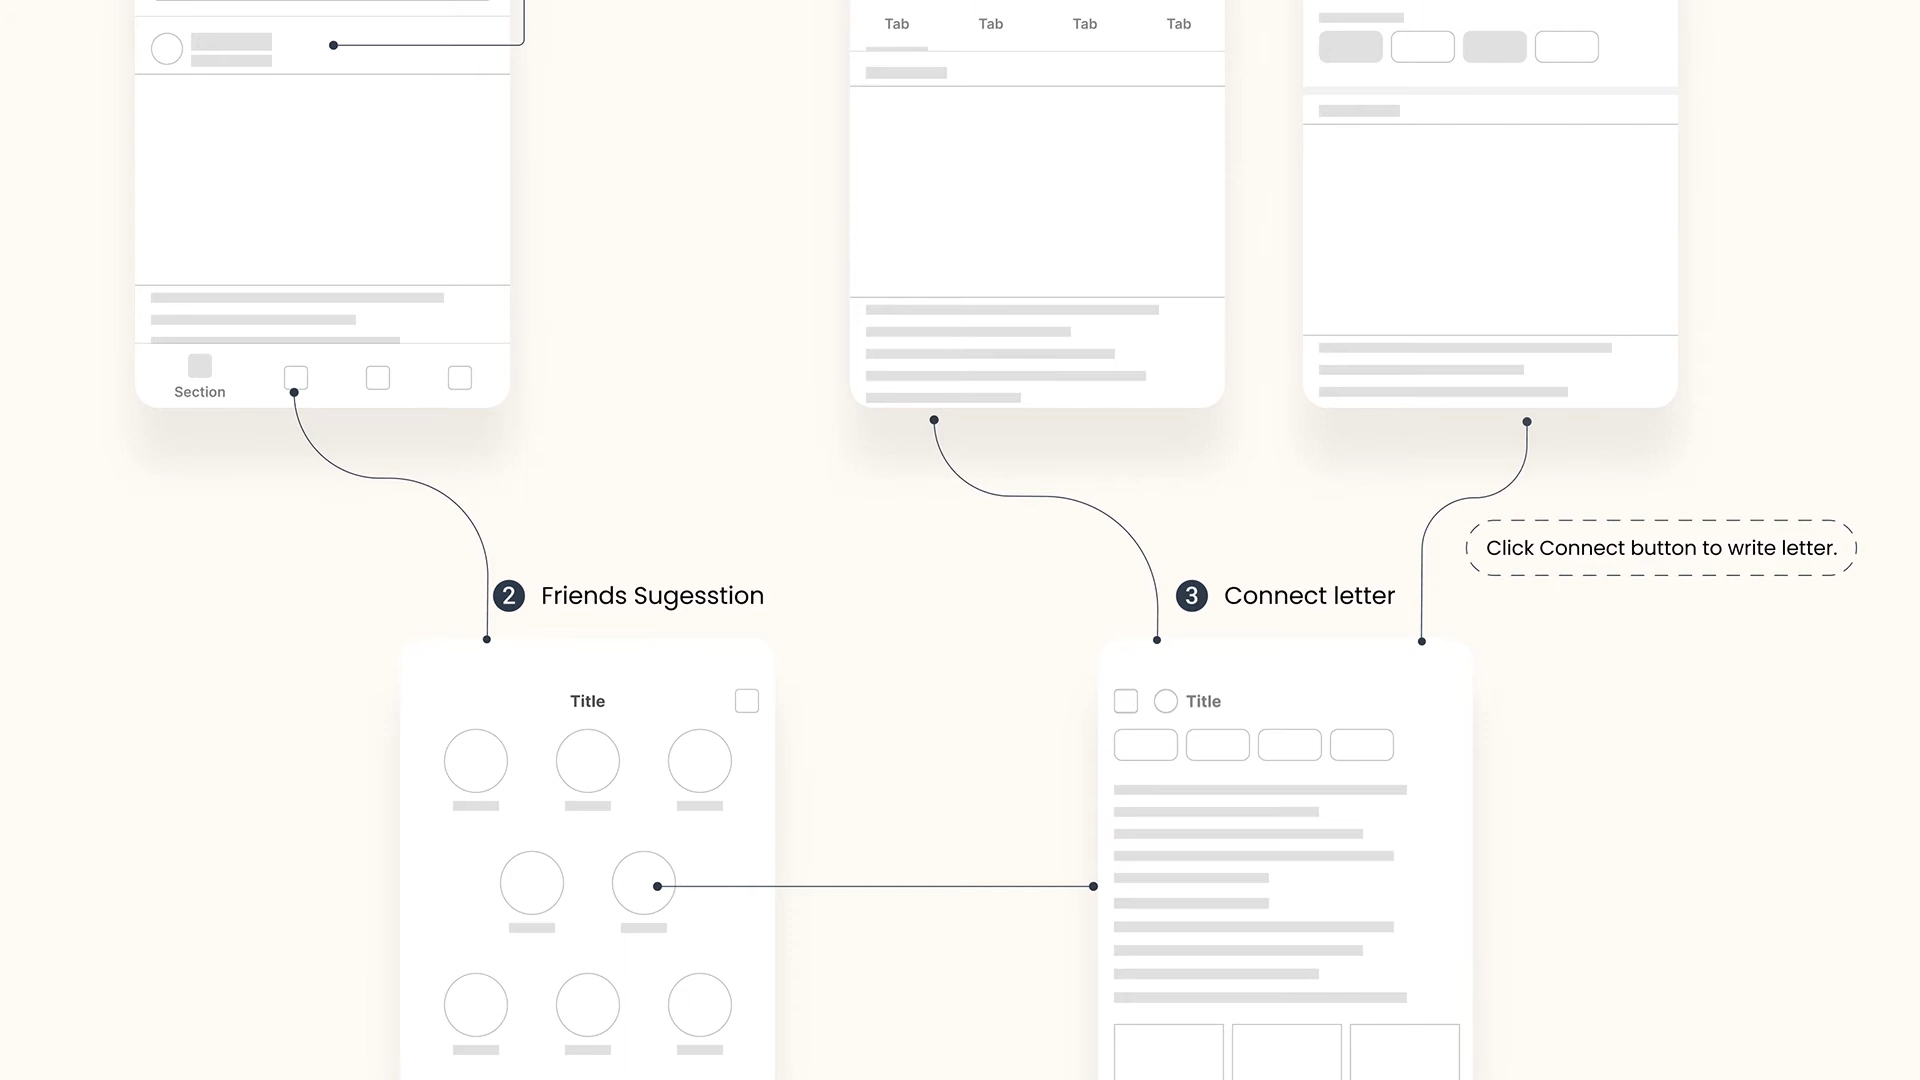 Tab
Tab
Tab
Tab
Section
Click Connect button to write letter.
2 Friends Sugesstion
3 Connect letter
Title
Title